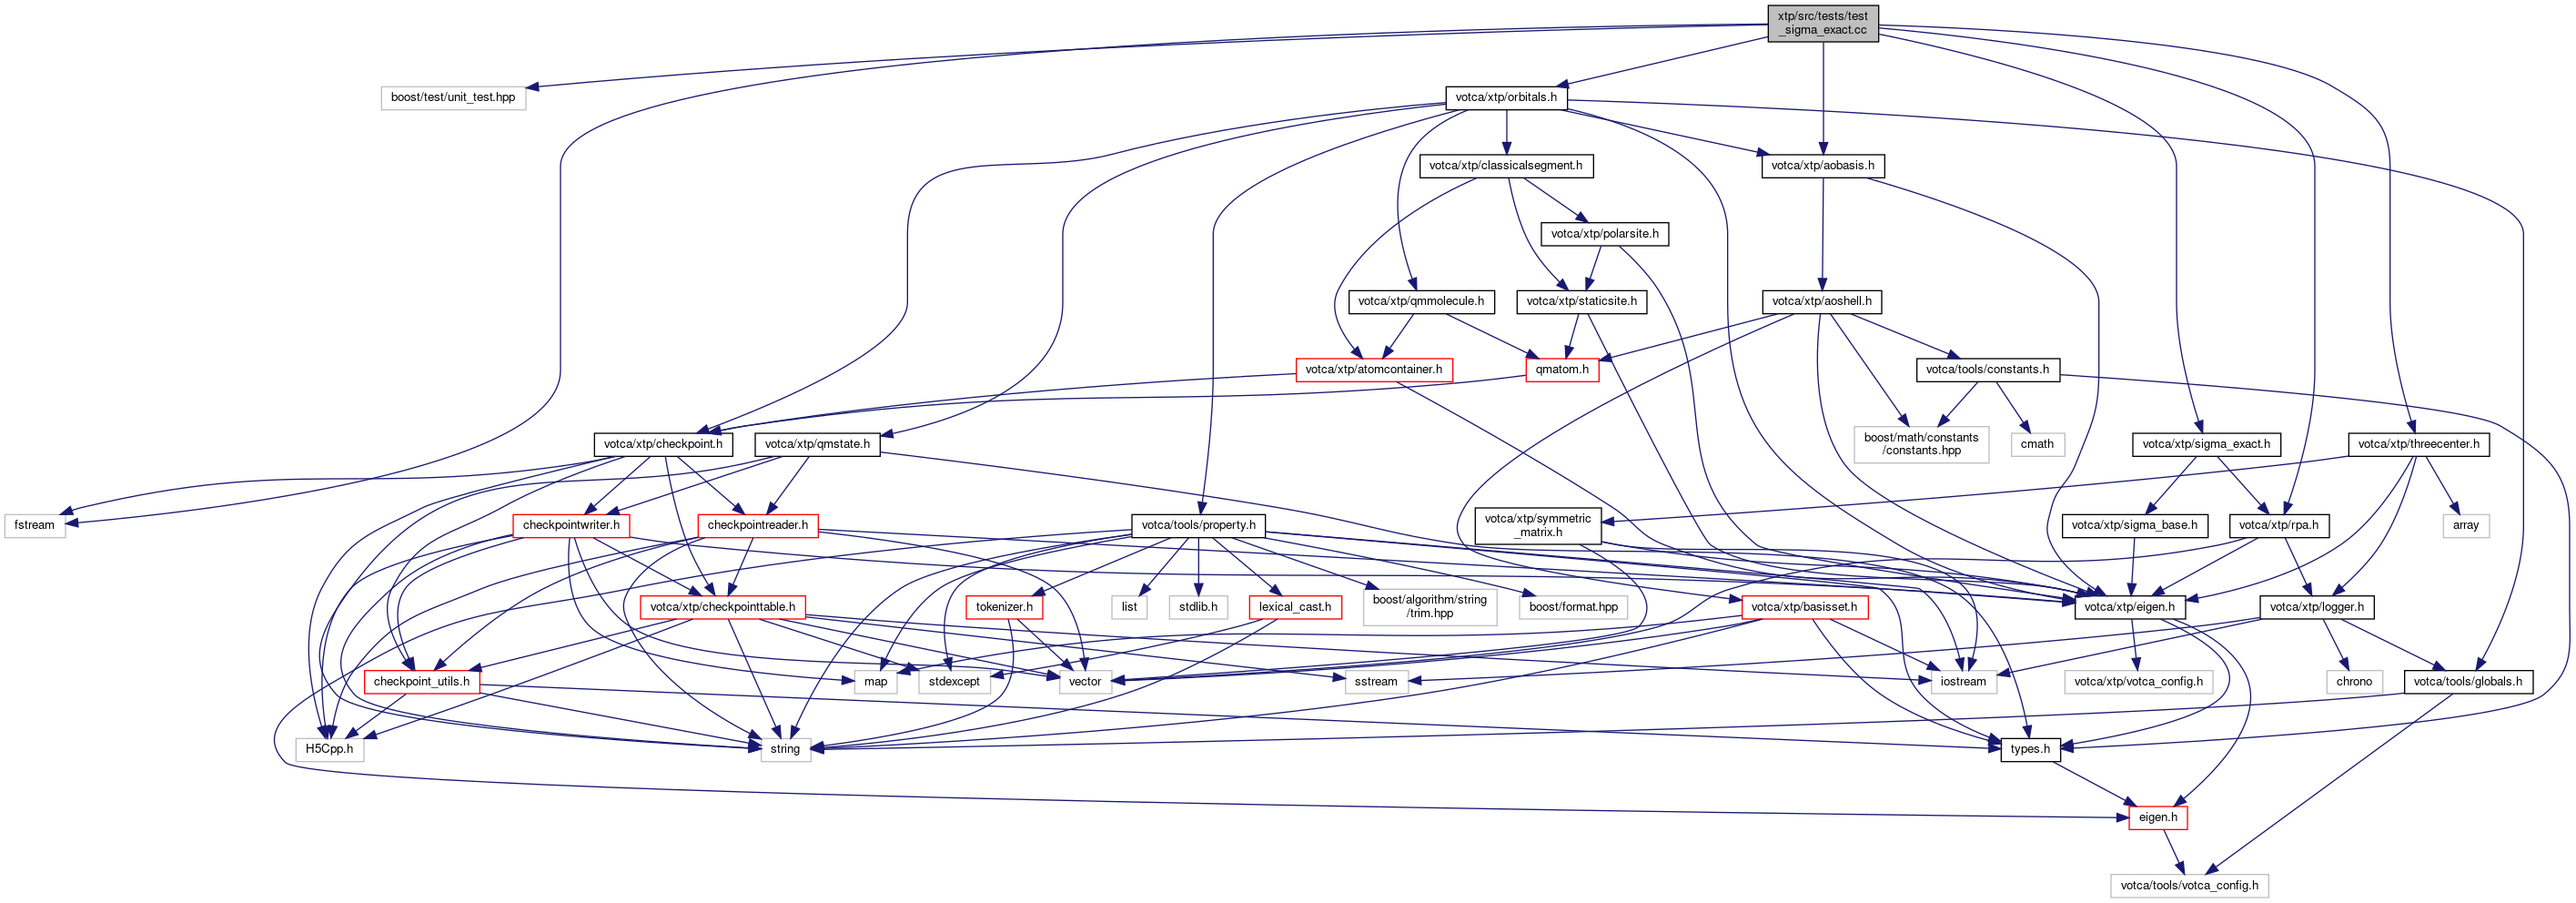 xtp/src/tests/test
_sigma_exact.cc
boost/test/unit_test.hpp
votca/xtp/orbitals.h
votca/xtp/classicalsegment.h
votca/xtp/aobasis.h
votca/xtp/polarsite.h
votca/xtp/qmmolecule.h
votca/xtp/staticsite.h
votca/xtp/aoshell.h
votca/xtp/atomcontainer.h
qmatom.h
votca/tools/constants.h
votca/xtp/checkpoint.h
votca/xtp/qmstate.h
boost/math/constants
/constants.hpp
cmath
votca/xtp/sigma_exact.h
votca/xtp/threecenter.h
fstream
checkpointwriter.h
checkpointreader.h
votca/tools/property.h
votca/xtp/symmetric
_matrix.h
votca/xtp/sigma_base.h
votca/xtp/rpa.h
array
votca/xtp/checkpointtable.h
tokenizer.h
list
stdlib.h
lexical_cast.h
boost/algorithm/string
/trim.hpp
boost/format.hpp
votca/xtp/basisset.h
votca/xtp/eigen.h
votca/xtp/logger.h
checkpoint_utils.h
map
stdexcept
vector
sstream
iostream
votca/xtp/votca_config.h
chrono
votca/tools/globals.h
H5Cpp.h
string
types.h
eigen.h
votca/tools/votca_config.h